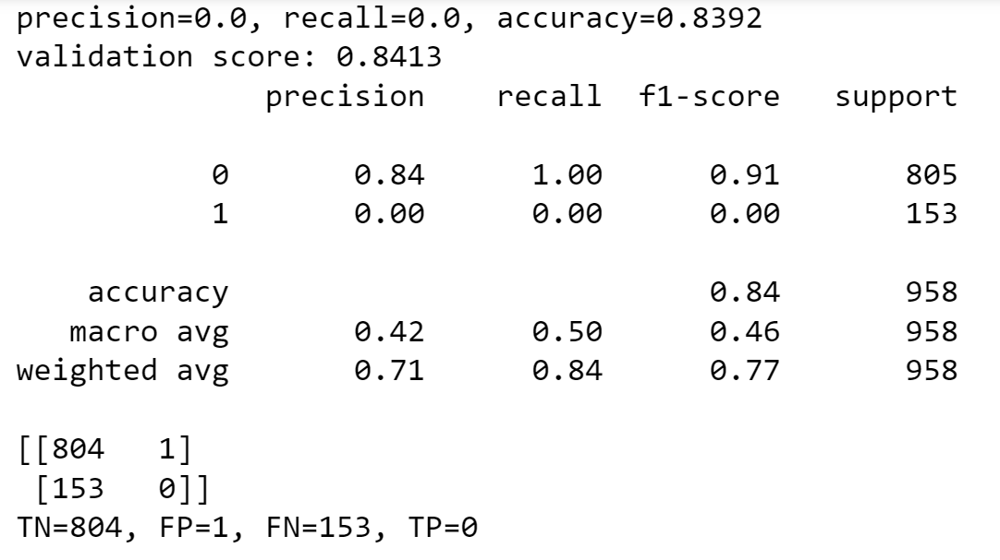 precision=0.0, recall=0.0, accuracy=0.8392
validation score: 0.8413
precision recall f1-score support
0 0.84 1.00 0.91 805
1 0.00 0.00 0.00 153
accuracy 0.84 958
macro avg 0.42 0.50 0.46 958
weighted avg 0.71 0.84 0.77 958
[[804 1]
[153 0]]
TN=804, FP=1, FN=153, TP=0